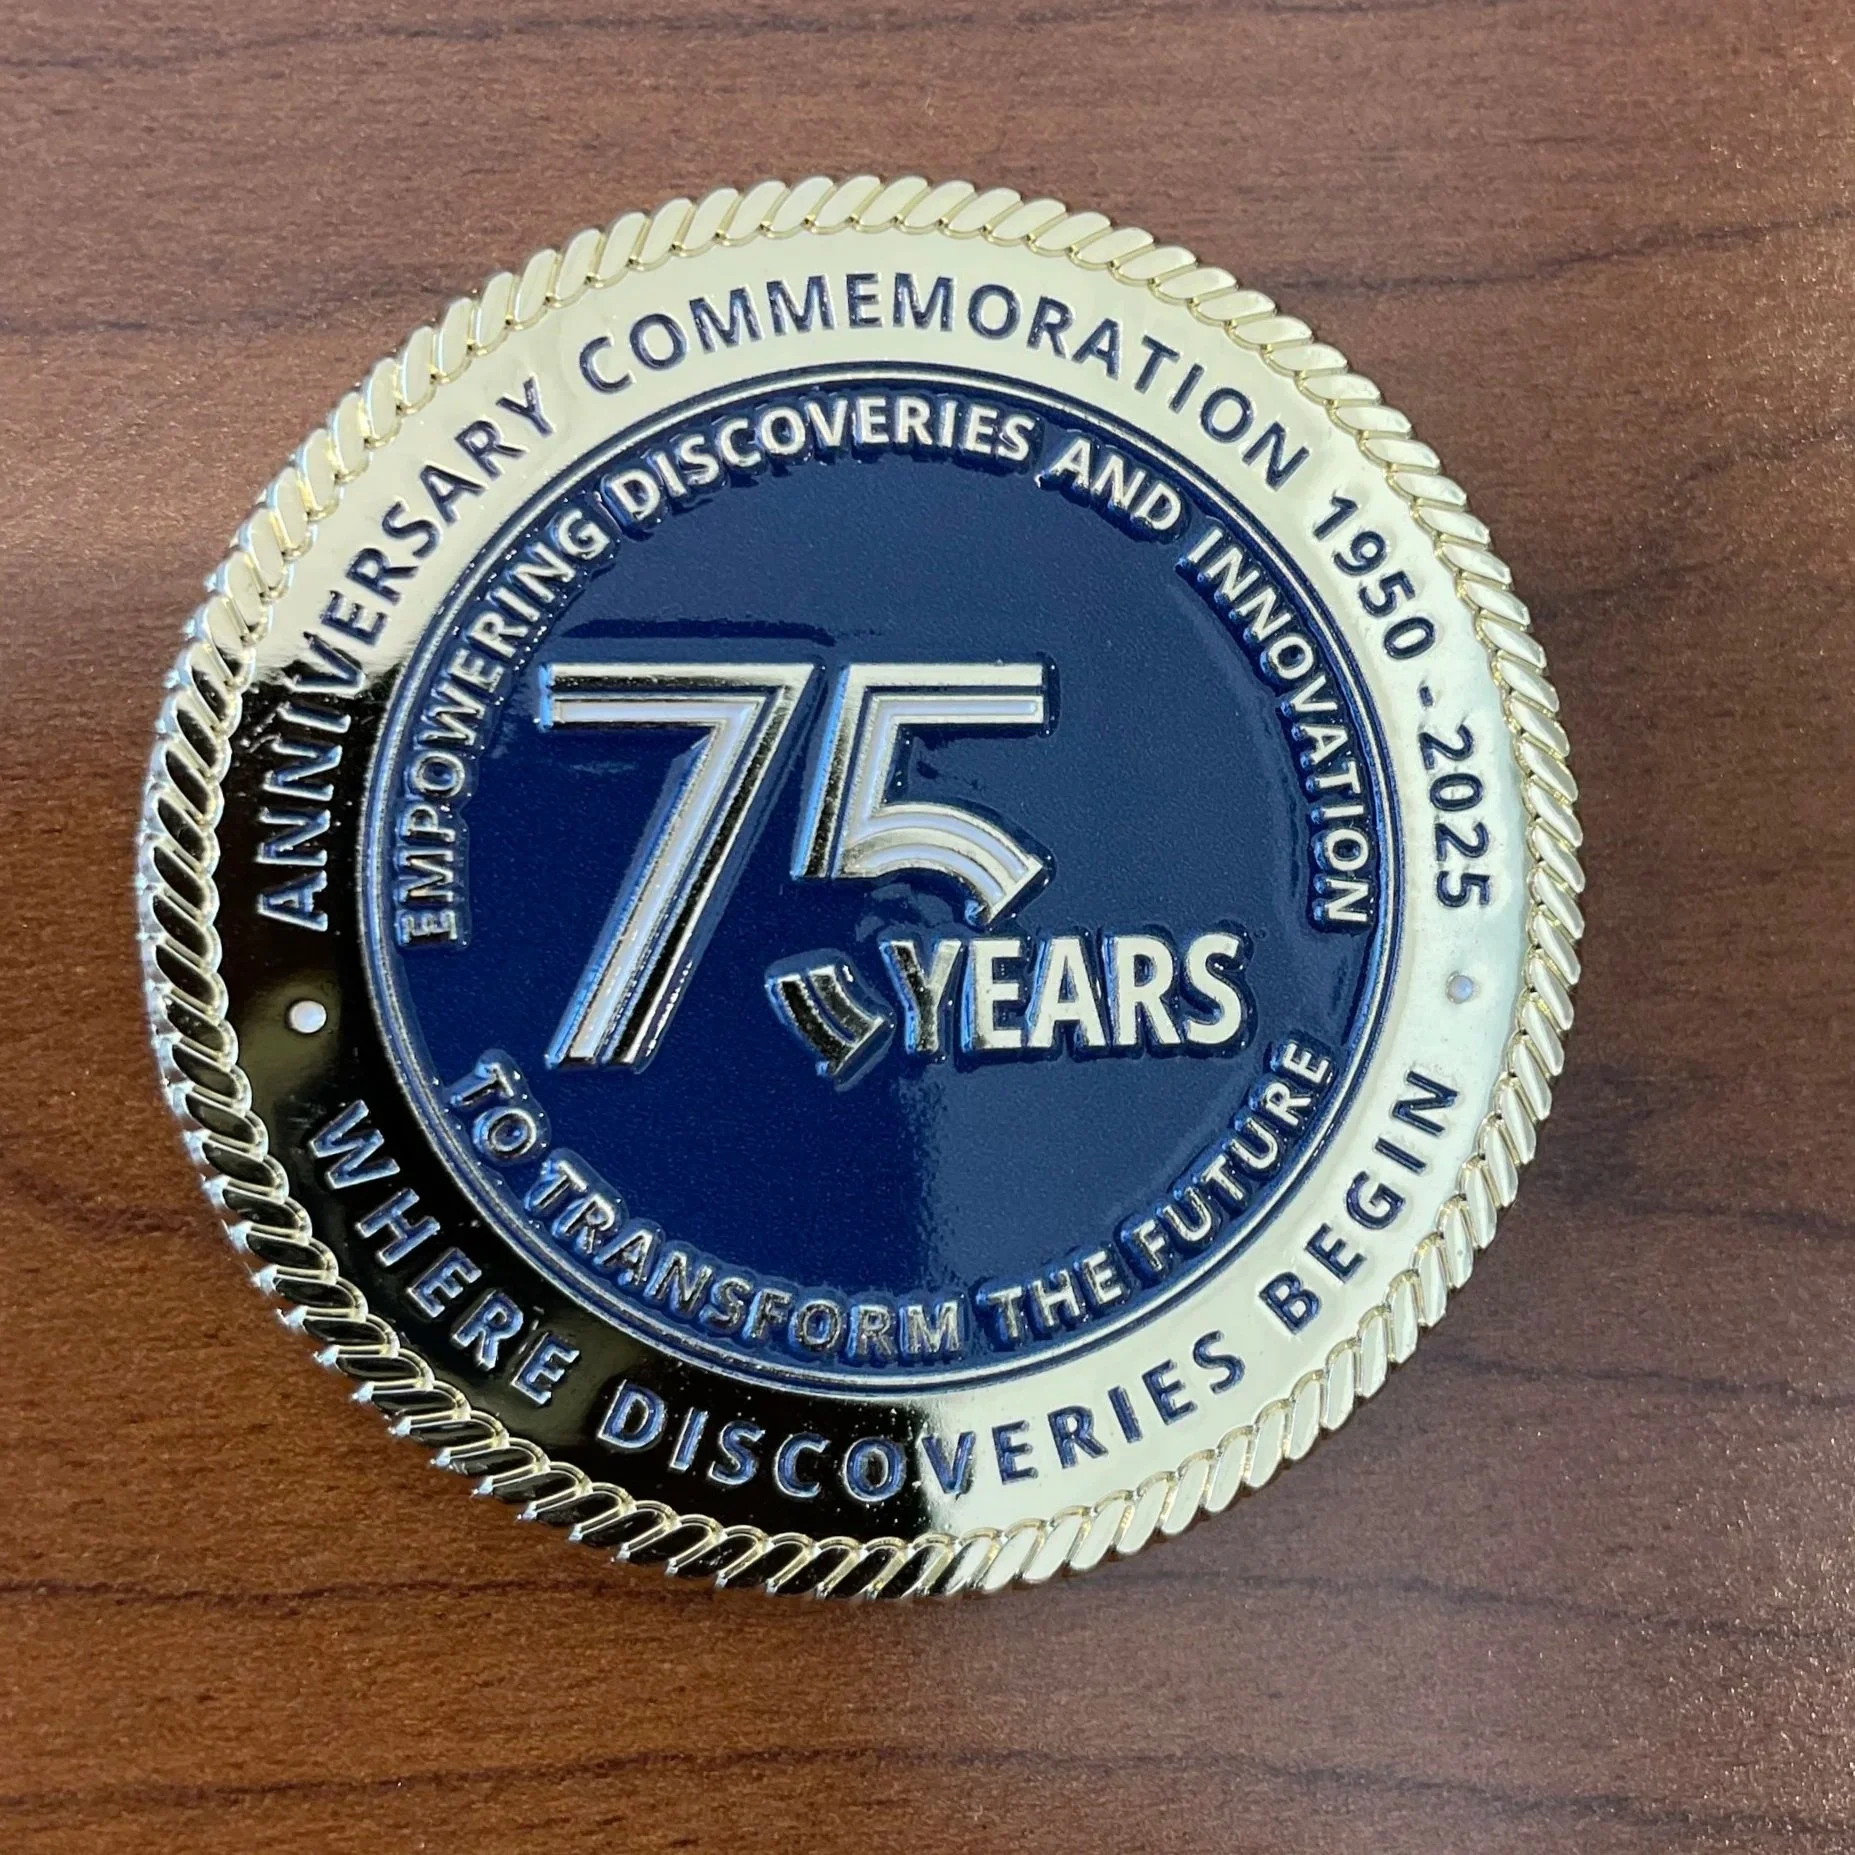 ANNIVERSARY COMMEMORATION 1950 - 2025
EMPOWERING DISCOVERIES AND INNOVATION
75
YEARS
TO TRANSFORM THE FUTURE
WHERE DISCOVERIES BEGIN